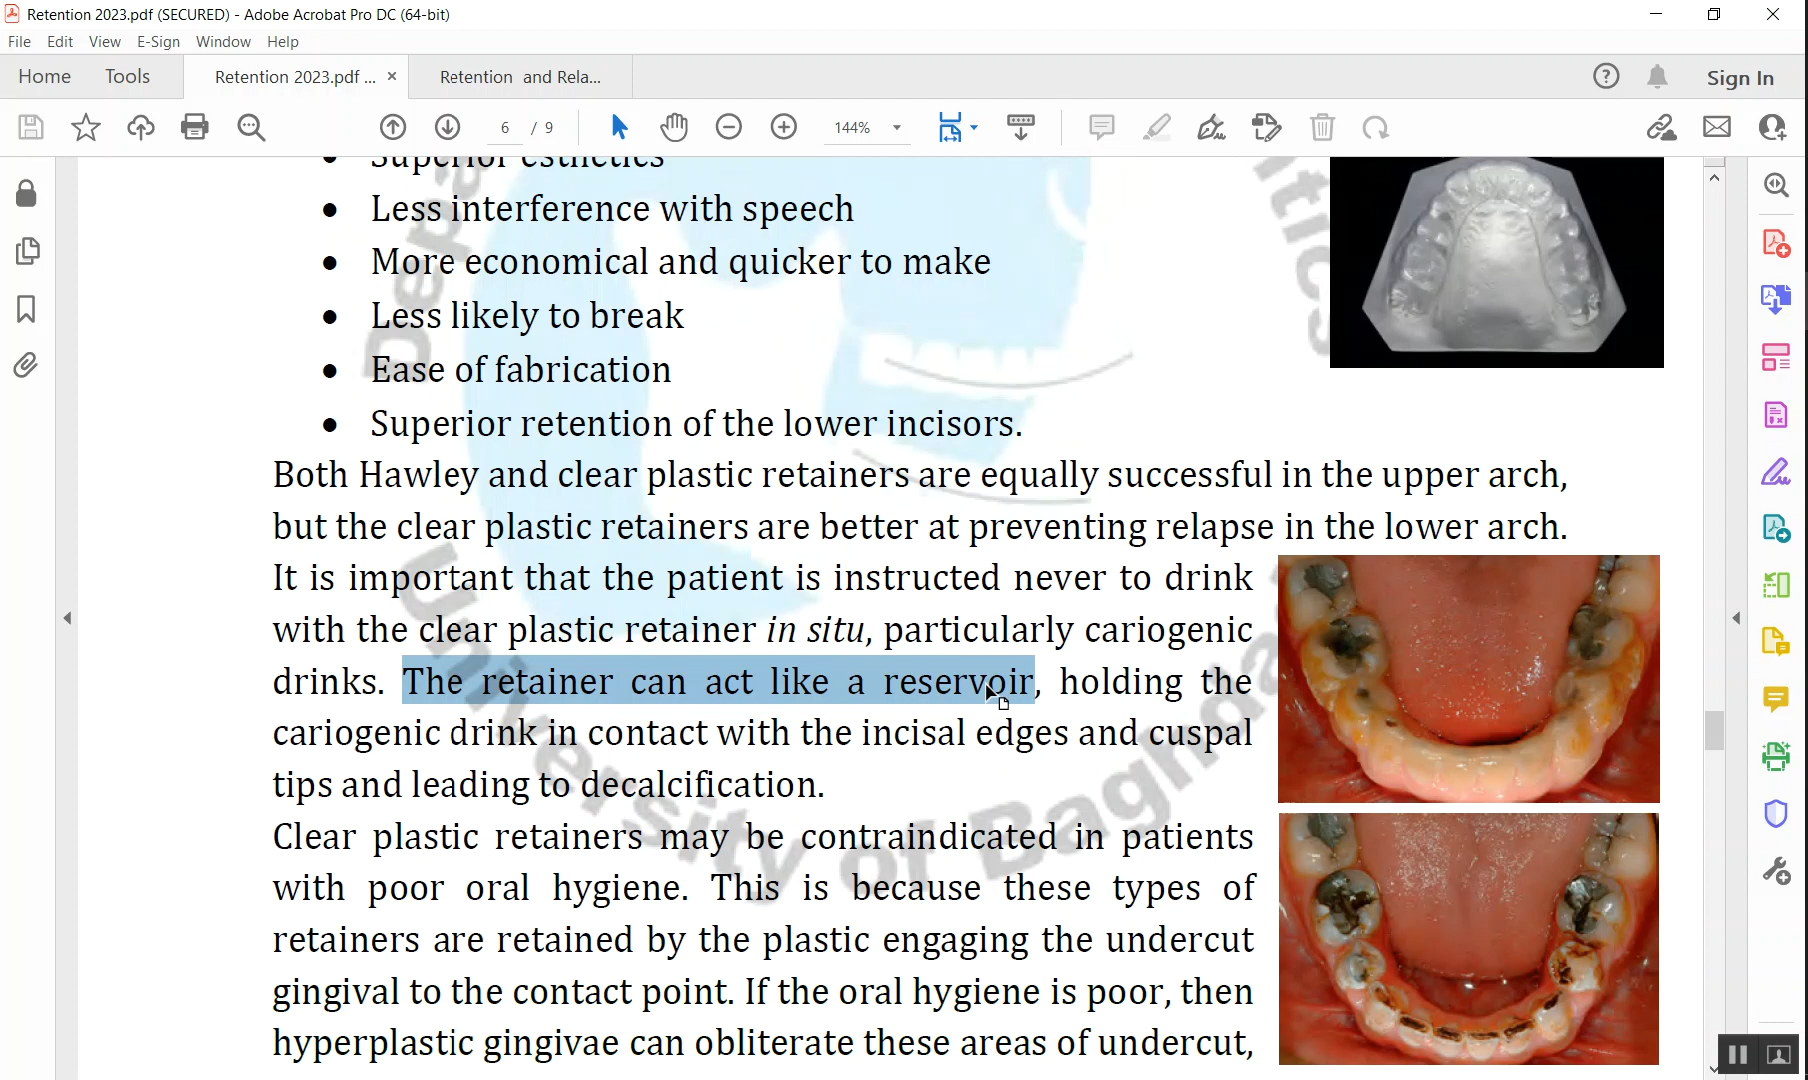 Retention 2023.pdf (SECURED) - Adobe Acrobat Pro DC (64-bit)
File Edit View E-Sign Window Help
Home Tools Retention 2023.pdf ... × Retention and Rela... Sign In
6 / 9 144%
Superior esthetics
• Less interference with speech
• More economical and quicker to make
• Less likely to break
• Ease of fabrication
• Superior retention of the lower incisors.
Both Hawley and clear plastic retainers are equally successful in the upper arch,
but the clear plastic retainers are better at preventing relapse in the lower arch.
It is important that the patient is instructed never to drink
with the clear plastic retainer in situ, particularly cariogenic
drinks. The retainer can act like a reservoir, holding the
cariogenic drink in contact with the incisal edges and cuspal
tips and leading to decalcification.
Clear plastic retainers may be contraindicated in patients
with poor oral hygiene. This is because these types of
retainers are retained by the plastic engaging the undercut
gingival to the contact point. If the oral hygiene is poor, then
hyperplastic gingivae can obliterate these areas of undercut,
Depa
itics
University of Baghda